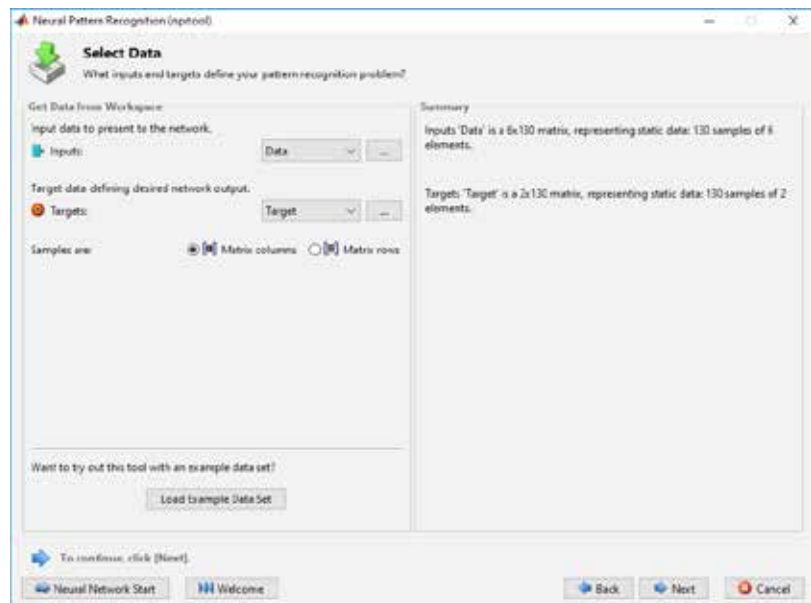 Neural Pattern Recognition (nprtool)
Select Data
What inputs and targets define your pattern recognition problem?
Get Data from Workspace
Input data to present to the network.
Inputs:
Data
...
Target data defining desired network output.
Targets:
Target
...
Samples are:
Matrix columns
Matrix rows
Want to try out this tool with an example data set?
Load Example Data Set
Summary
Inputs 'Data' is a 6x130 matrix, representing static data: 130 samples of 6
elements.
Targets 'Target' is a 2x130 matrix, representing static data: 130 samples of 2
elements.
To continue, click [Next].
Neural Network Start
Welcome
Back
Next
Cancel